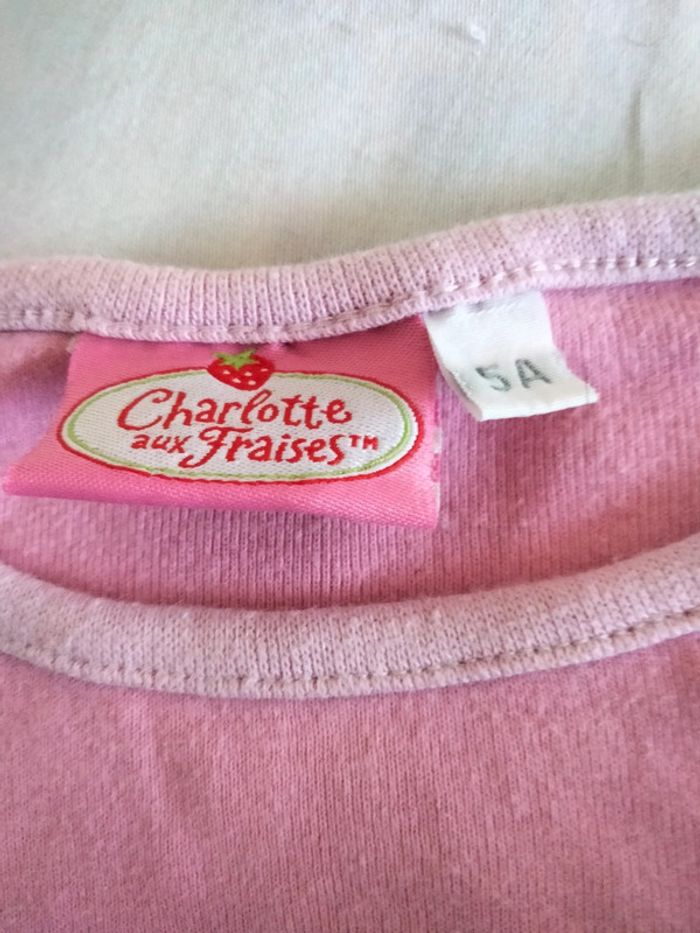 Charlotte
aux Fraises™
5A